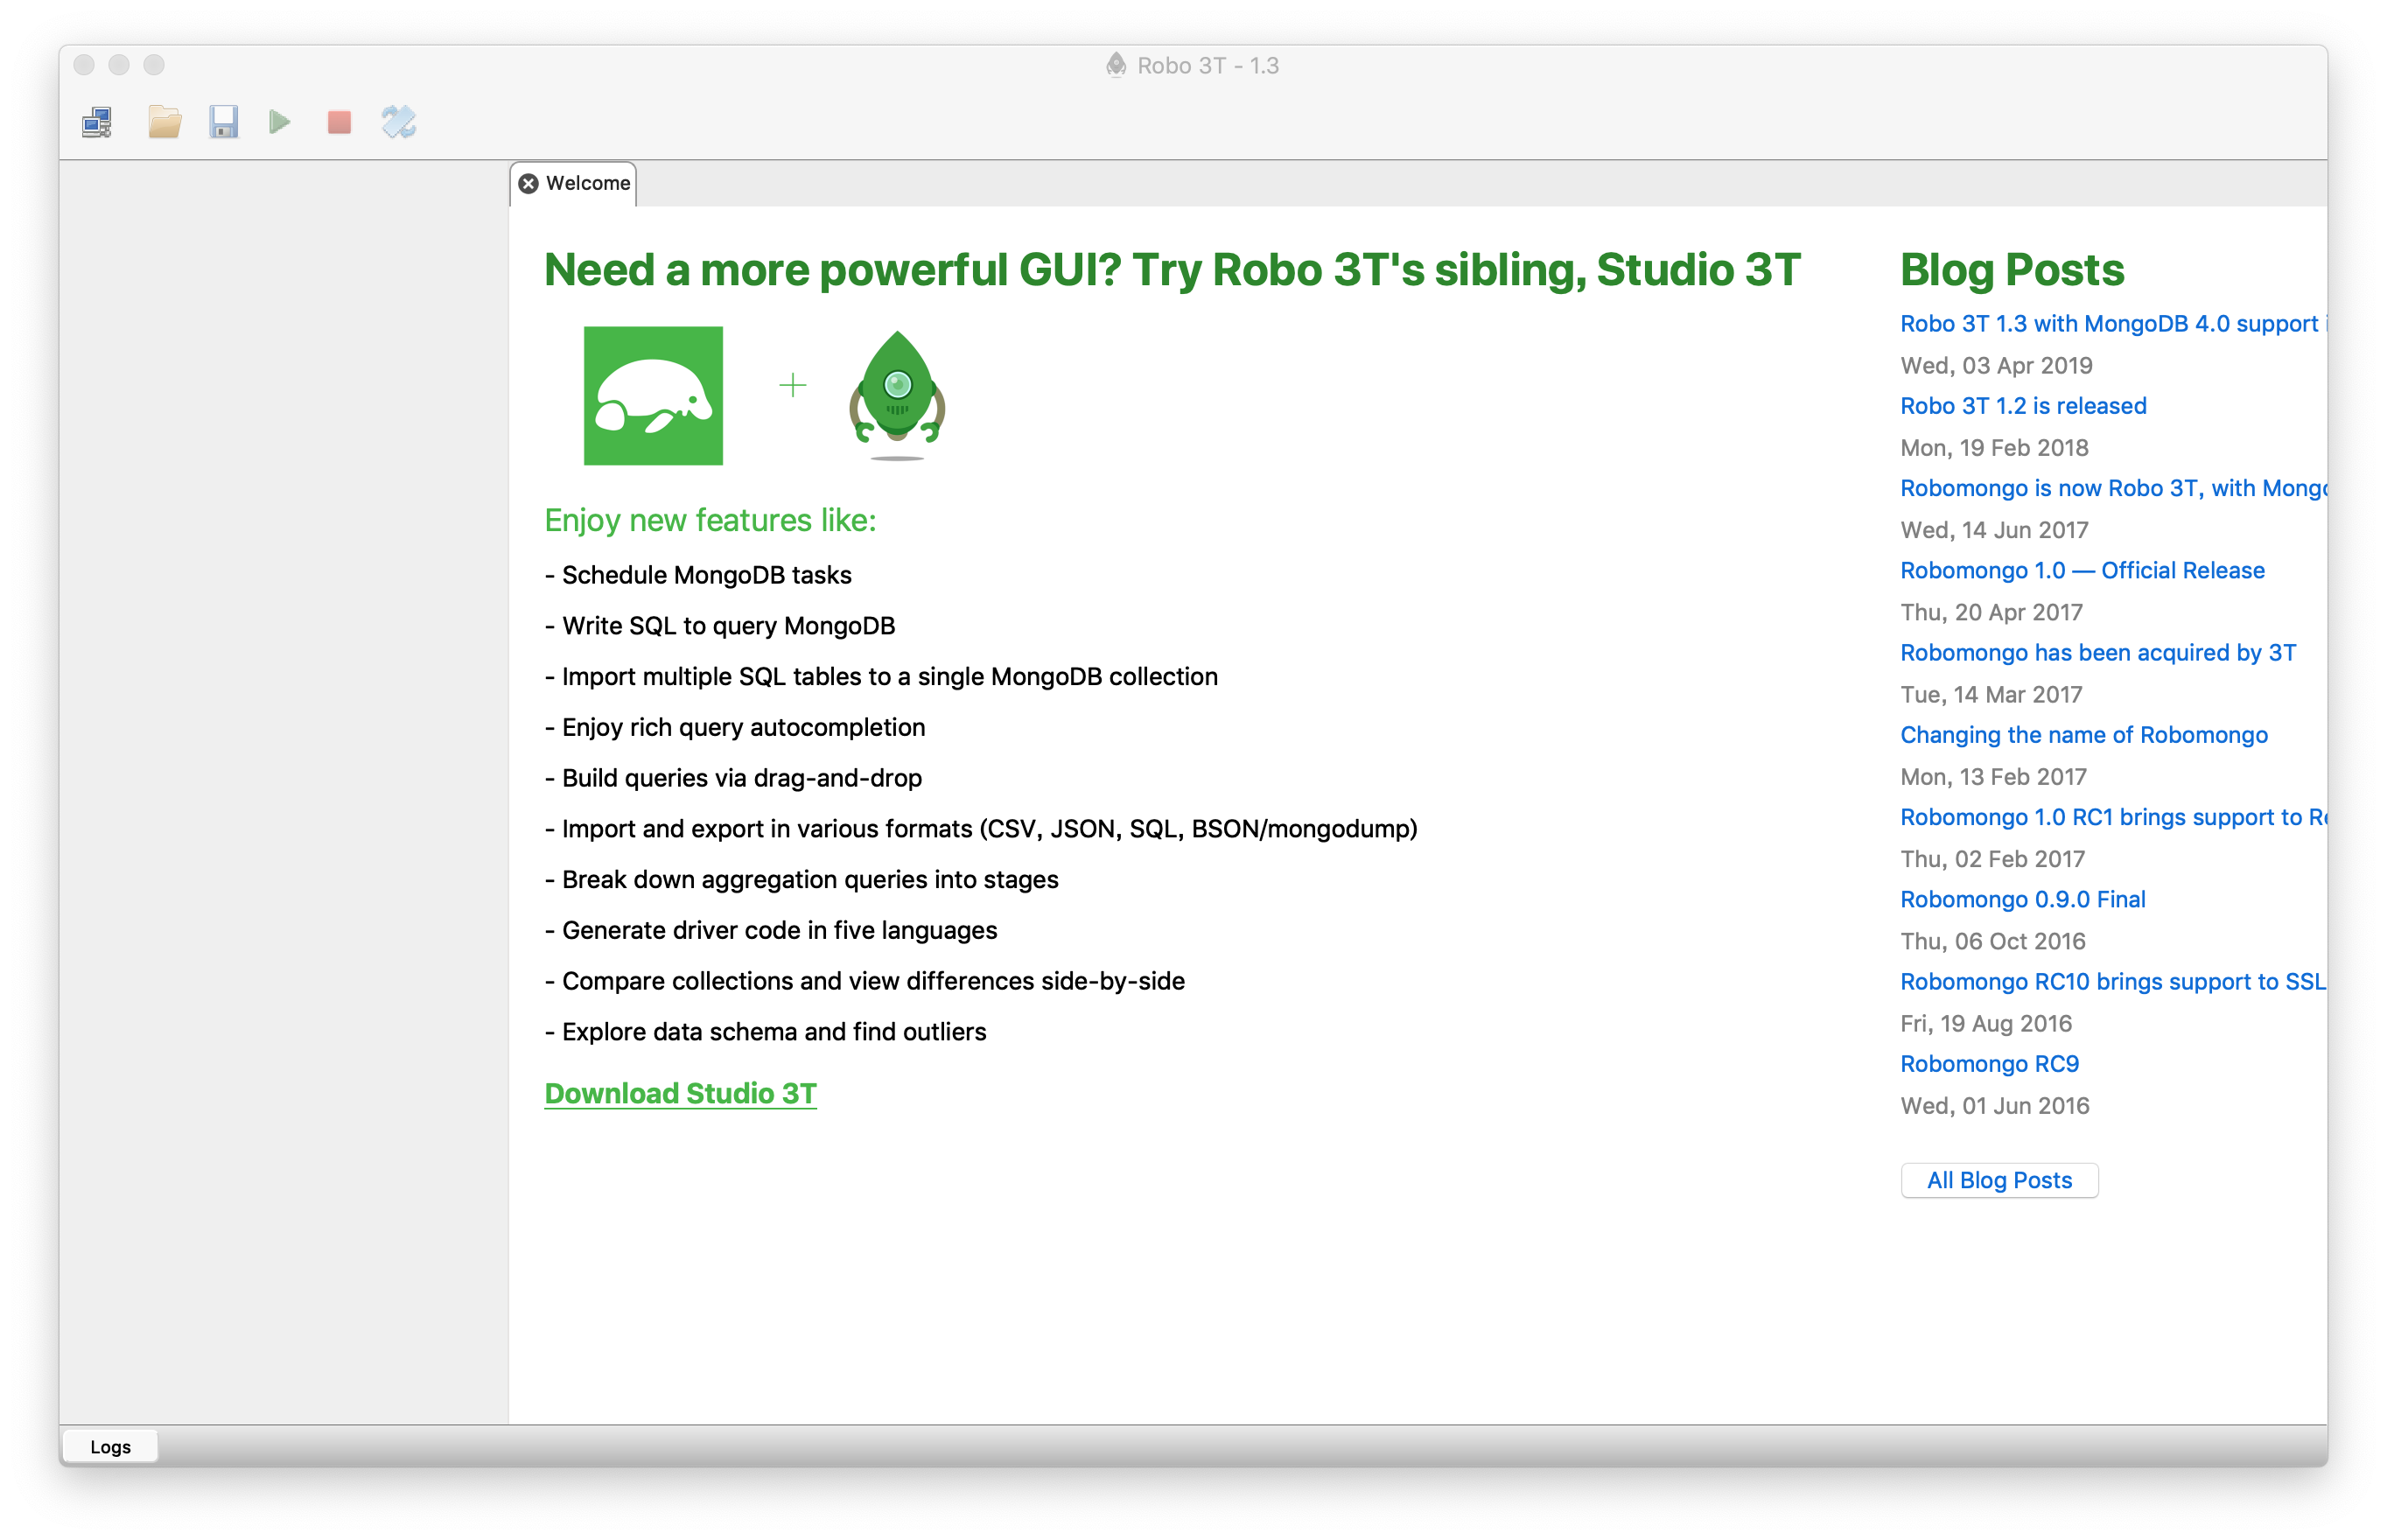 Robo 3T - 1.3
Welcome
Need a more powerful GUI? Try Robo 3T's sibling, Studio 3T
Enjoy new features like:
- Schedule MongoDB tasks
- Write SQL to query MongoDB
- Import multiple SQL tables to a single MongoDB collection
- Enjoy rich query autocompletion
- Build queries via drag-and-drop
- Import and export in various formats (CSV, JSON, SQL, BSON/mongodump)
- Break down aggregation queries into stages
- Generate driver code in five languages
- Compare collections and view differences side-by-side
- Explore data schema and find outliers
Download Studio 3T
Blog Posts
Robo 3T 1.3 with MongoDB 4.0 support
Wed, 03 Apr 2019
Robo 3T 1.2 is released
Mon, 19 Feb 2018
Robomongo is now Robo 3T, with
Wed, 14 Jun 2017
Robomongo 1.0 — Official Release
Thu, 20 Apr 2017
Robomongo has been acquired by 3T
Tue, 14 Mar 2017
Changing the name of Robomongo
Mon, 13 Feb 2017
Robomongo 1.0 RC1 brings support to
Thu, 02 Feb 2017
Robomongo 0.9.0 Final
Thu, 06 Oct 2016
Robomongo RC10 brings support to SSL
Fri, 19 Aug 2016
Robomongo RC9
Wed, 01 Jun 2016
All Blog Posts
Logs